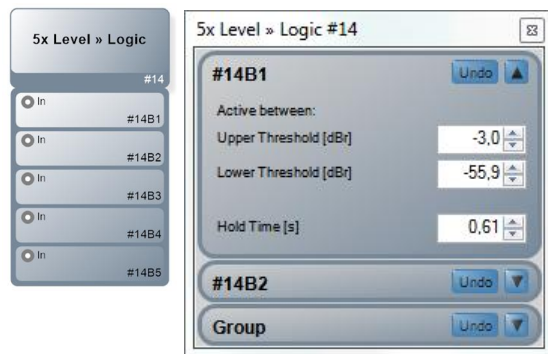 5x Level » Logic
#14
In
#14B1
In
#14B2
In
#14B3
In
#14B4
In
#14B5
5x Level » Logic #14
#14B1 Undo
Active between:
Upper Threshold [dBr] -3,0
Lower Threshold [dBr] -55,9
Hold Time [s] 0,61
#14B2 Undo
Group Undo